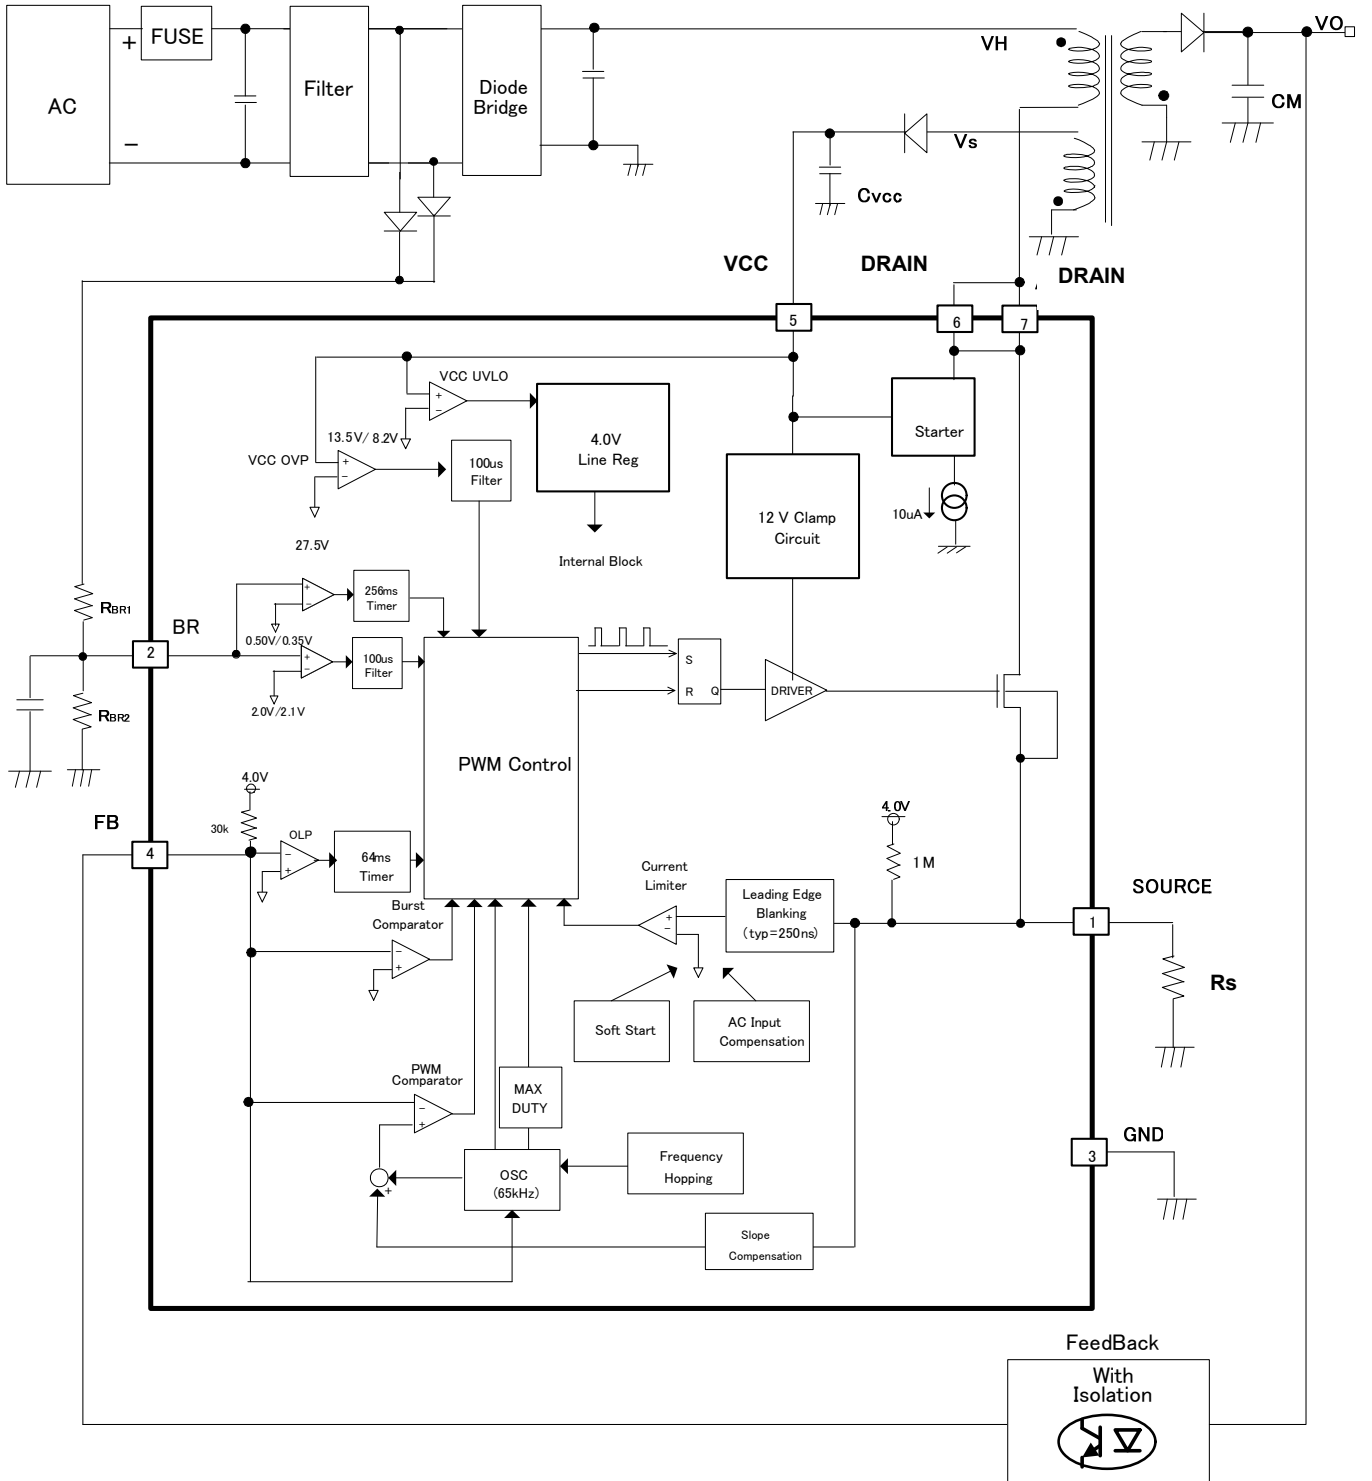 VO
+
FUSE
VH
AC
Filter
Diode
Bridge
CM
−
Vs
Cvcc
VCC
DRAIN
DRAIN
5
6
7
VCC UVLO
+
−
13.5V/ 8.2V
4.0V
Line Reg
Starter
VCC OVP
+
−
100us
Filter
12 V Clamp
Circuit
10uA
27.5V
Internal Block
RBR1
BR
+
−
256ms
Timer
0.50V/0.35V
2
+
−
100us
Filter
S
R
Q
DRIVER
2.0V/2.1V
RBR2
PWM Control
4.0V
FB
30k
OLP
4.0V
4
−
+
64ms
Timer
1M
Current
Limiter
Leading Edge
Blanking
(typ=250ns)
SOURCE
Burst
Comparator
+
−
1
−
+
Rs
Soft Start
AC Input
Compensation
PWM
Comparator
MAX
DUTY
−
+
GND
3
Frequency
Hopping
OSC
(65kHz)
+
Slope
Compensation
FeedBack
With
Isolation